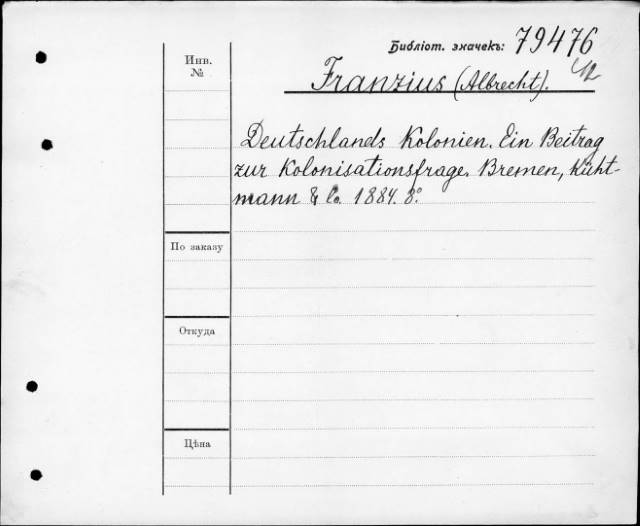 Библіот. значекъ: 79476
Инв.
№
Franzius (Albrecht).
Deutschlands Kolonien. Ein Beitrag
zur Kolonisationsfrage. Bremen, Küht-
mann & Co. 1884. 8°.
По заказу
Откуда
Цѣна